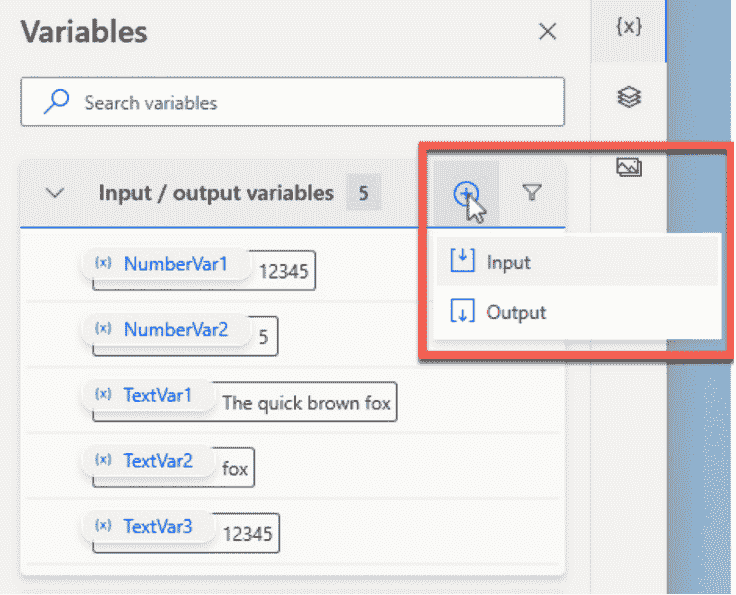 Variables
{x}
Search variables
Input / output variables 5
Input
Output
(x) NumberVar1 12345
(x) NumberVar2 5
(x) TextVar1 The quick brown fox
(x) TextVar2 fox
(x) TextVar3 12345